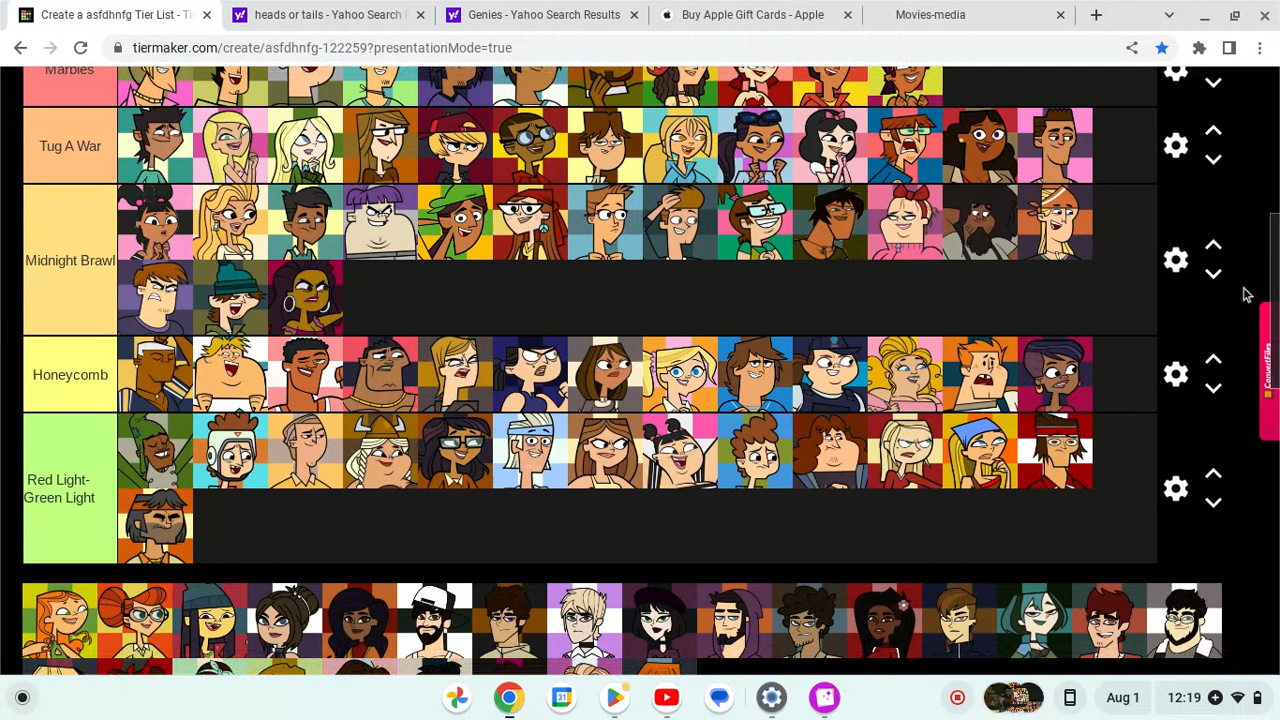 Create a asfdhnfg Tier List - Ti
heads or tails - Yahoo Search
Genies - Yahoo Search Results
Buy Apple Gift Cards - Apple
Movies-media
tiermaker.com/create/asfdhnfg-122259?presentationMode=true
Marbles
Tug A War
Midnight Brawl
Honeycomb
Red Light-
Green Light
ConvertFiles
Aug 1
12:19